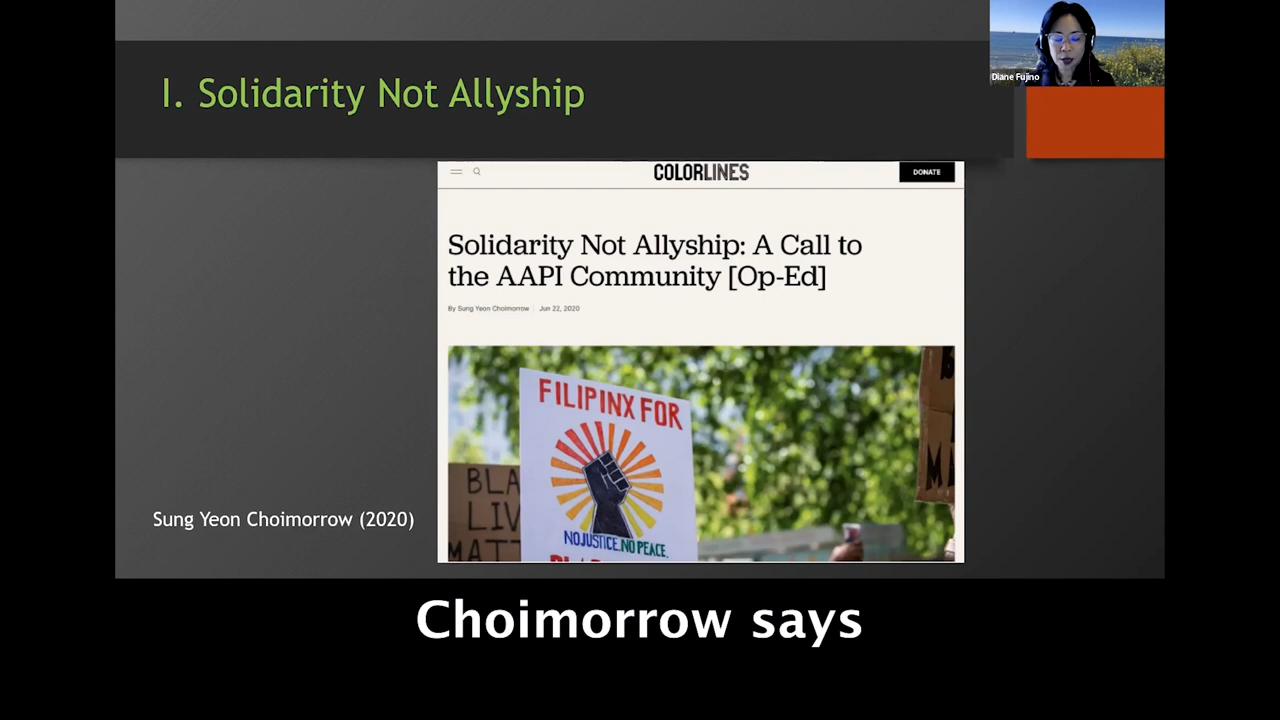 I. Solidarity Not Allyship
Diane Fujino
COLORLINES
DONATE
Solidarity Not Allyship: A Call to
the AAPI Community [Op-Ed]
By Sung Yeon Choimorrow Jun 22, 2020
FILIPINX FOR
NO JUSTICE. NO PEACE.
BLA
LIV
MATT
Sung Yeon Choimorrow (2020)
Choimorrow says